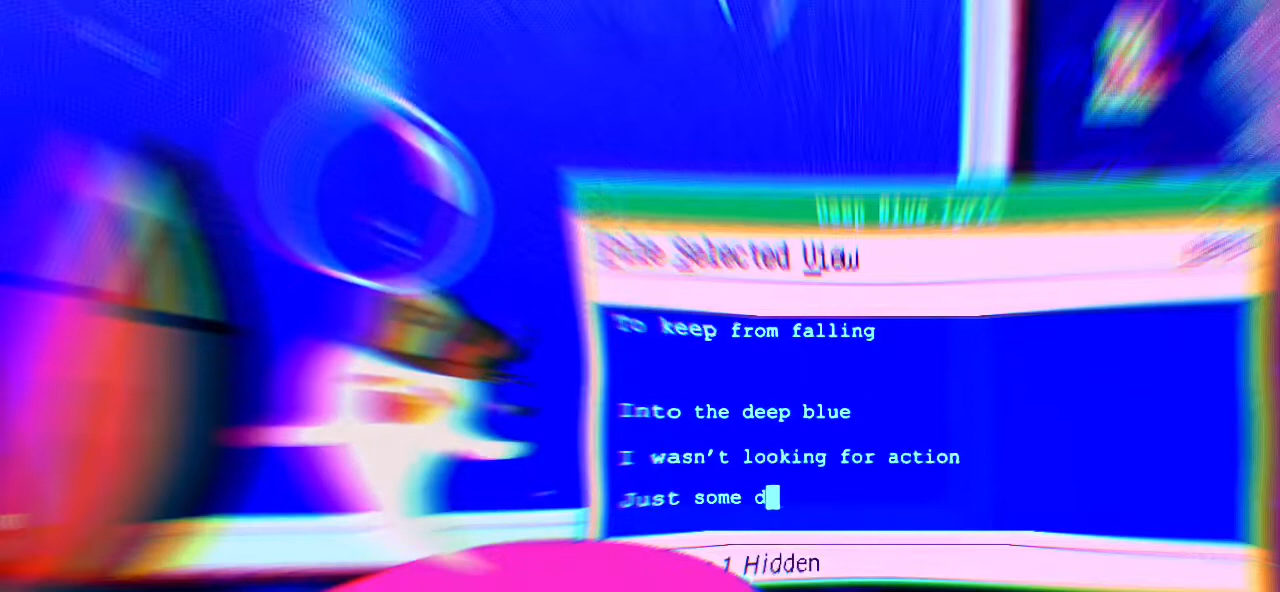 Selected View
To keep from falling
Into the deep blue
I wasn't looking for action
Just some d
1 Hidden